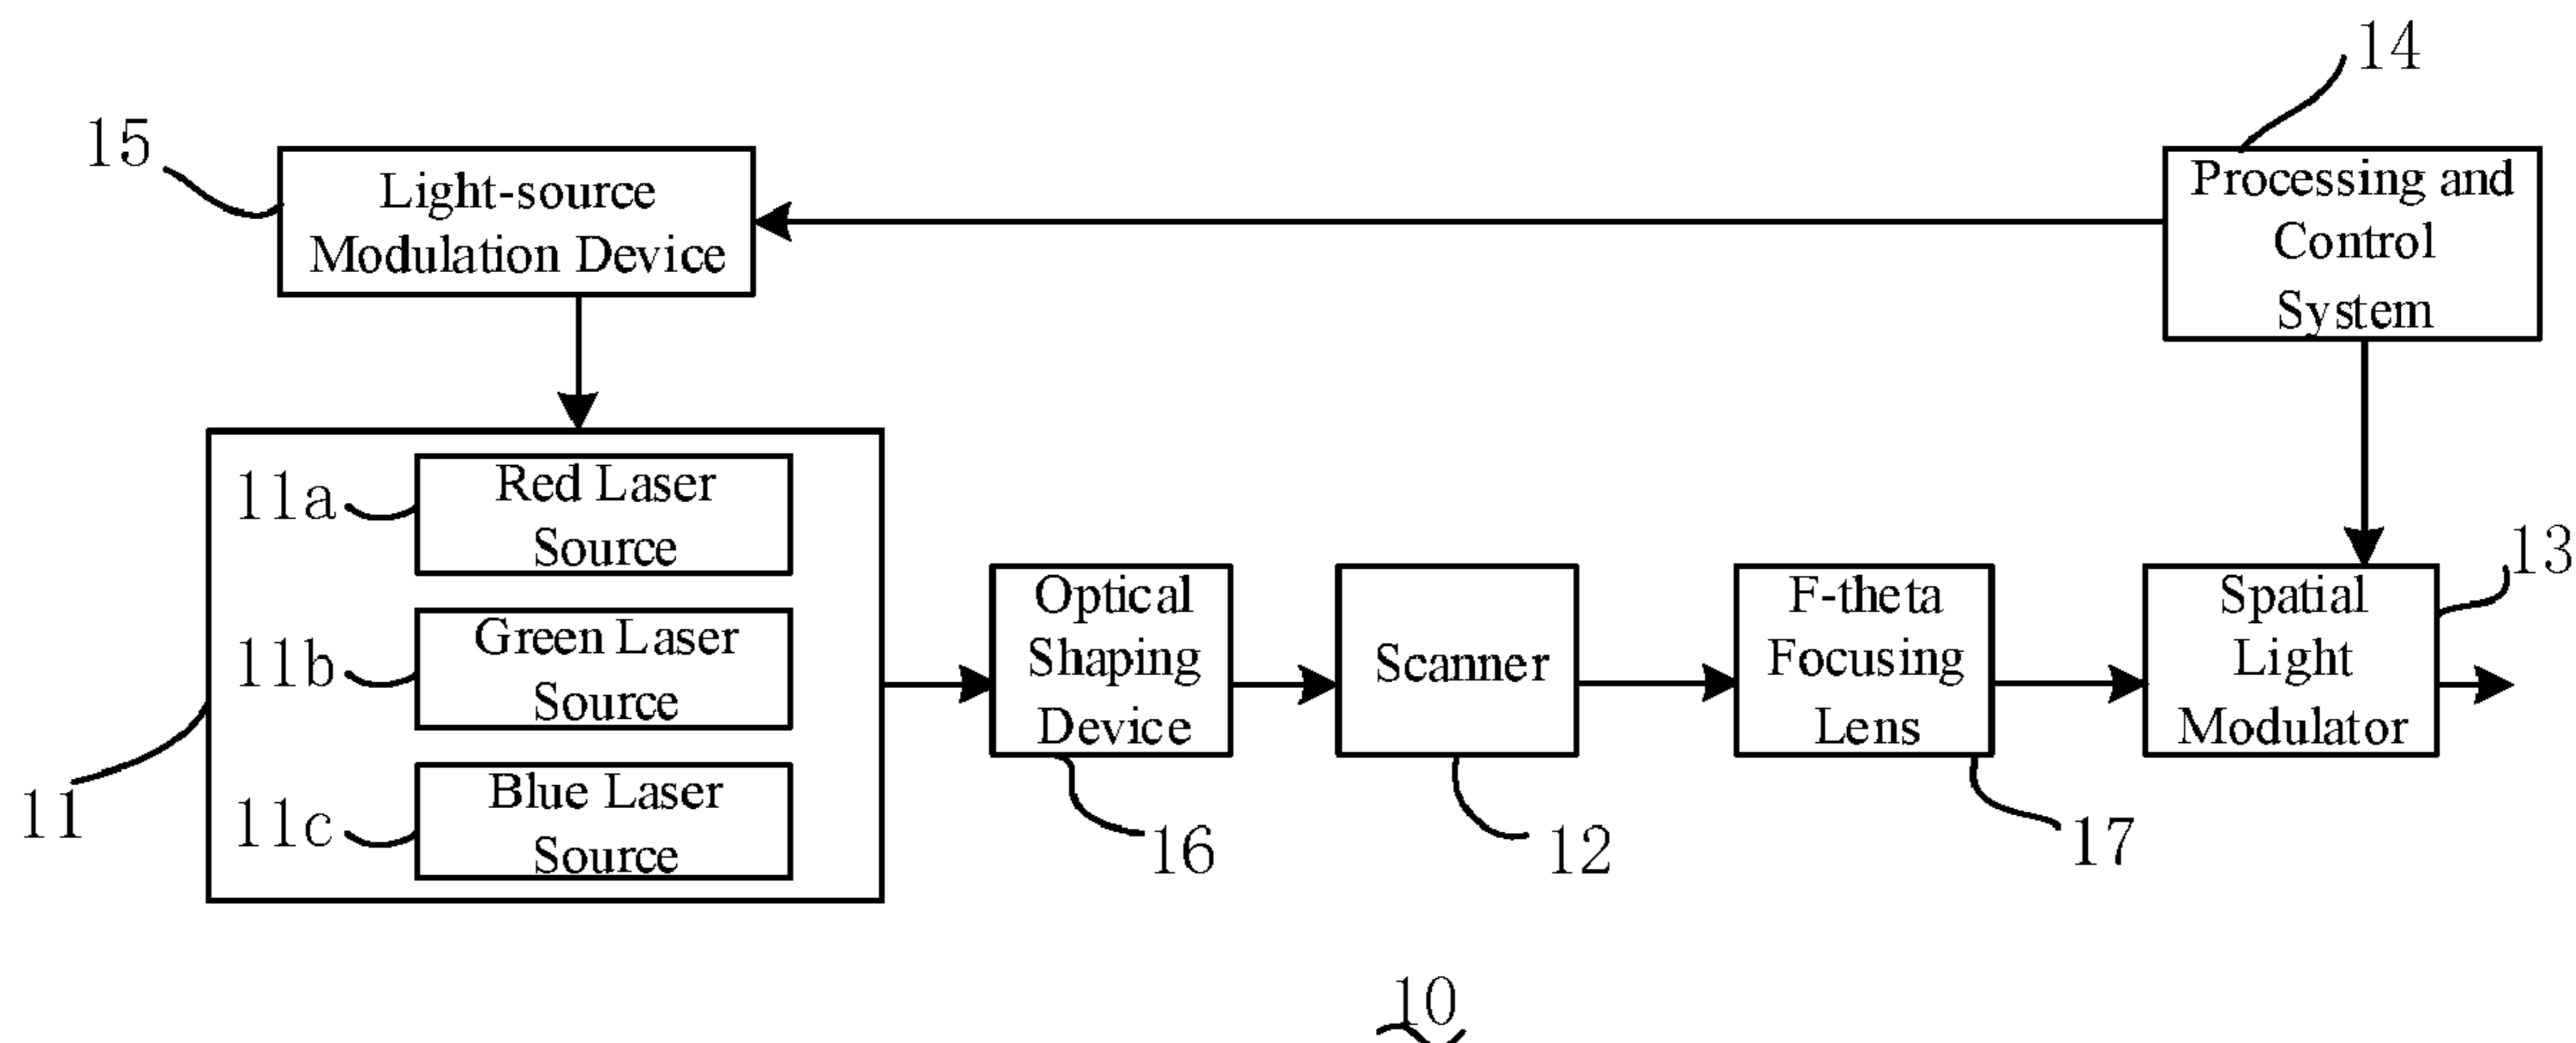 14
15
Light-source
Modulation Device
Processing and
Control
System
11a
Red Laser
Source
11b
Green Laser
Source
11c
Blue Laser
Source
11
Optical
Shaping
Device
16
Scanner
12
F-theta
Focusing
Lens
17
Spatial
Light
Modulator
13
10